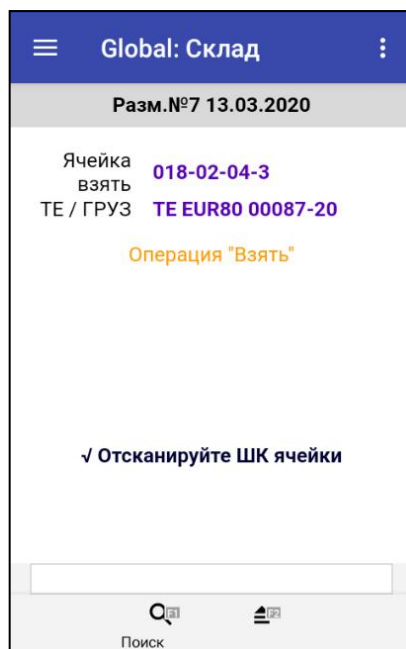 Global: Склад
Разм.№7 13.03.2020
Ячейка
взять 018-02-04-3
ТЕ / ГРУЗ ТЕ EUR80 00087-20
Операция "Взять"
√ Отсканируйте ШК ячейки
F1 F2
Поиск